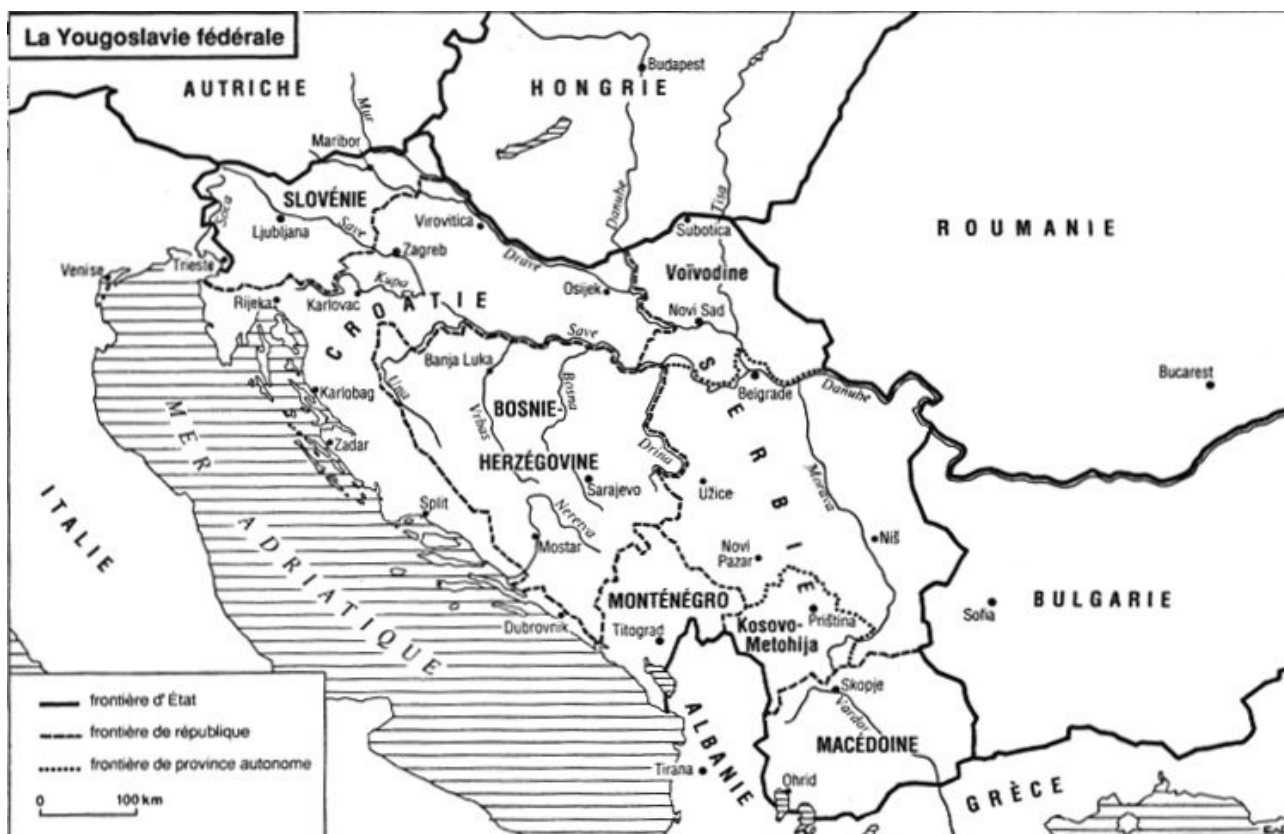 La Yougoslavie fédérale
AUTRICHE
HONGRIE
Budapest
Mur
Maribor
SLOVÉNIE
Soca
Ljubljana
Save
Virovitica
Danube
Tisa
Subotica
ROUMANIE
Venise
Trieste
Zagreb
Drave
Voïvodine
Kupa
Osijek
Rijeka
Karlovac
CROATIE
Novi Sad
Save
Banja Luka
Bosna
SERBIE
Belgrade
Danube
Bucarest
Karlobag
Una
Vrbas
BOSNIE-
HERZÉGOVINE
Drina
Zadar
MER ADRIATIQUE
ITALIE
Sarajevo
Užice
Morava
Split
Neretva
Mostar
Novi
Pazar
Niš
MONTÉNÉGRO
Kosovo-
Metohija
Priština
Sofia
BULGARIE
Dubrovnik
Titograd
Skopje
Vardar
MACÉDOINE
ALBANIE
Tirana
Ohrid
GRÈCE
frontière d'État
frontière de république
frontière de province autonome
0 100 km